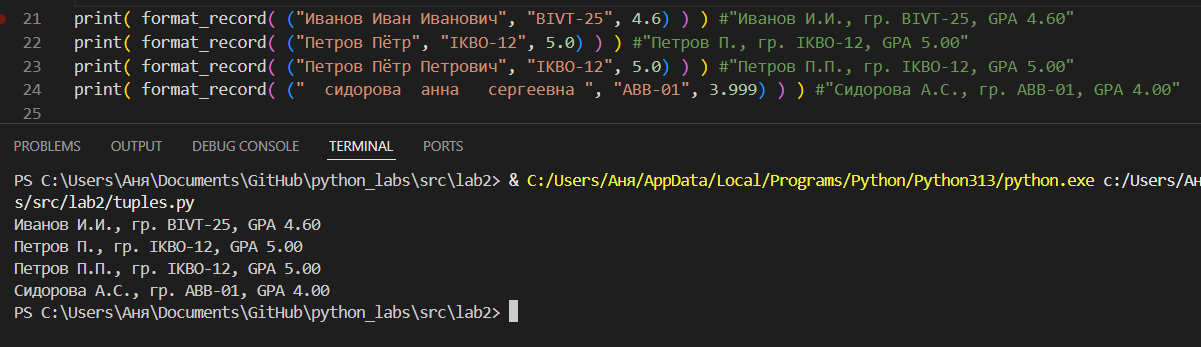 21 print( format_record( ("Иванов Иван Иванович", "BIVT-25", 4.6) ) ) #"Иванов И.И., гр. BIVT-25, GPA 4.60"
22 print( format_record( ("Петров Пётр", "IKBO-12", 5.0) ) ) #"Петров П., гр. IKBO-12, GPA 5.00"
23 print( format_record( ("Петров Пётр Петрович", "IKBO-12", 5.0) ) ) #"Петров П.П., гр. IKBO-12, GPA 5.00"
24 print( format_record( ("  сидорова  анна   сергеевна ", "ABB-01", 3.999) ) ) #"Сидорова А.С., гр. ABB-01, GPA 4.00"
25
PROBLEMS OUTPUT DEBUG CONSOLE TERMINAL PORTS
PS C:\Users\Аня\Documents\GitHub\python_labs\src\lab2> & C:/Users/Аня/AppData/Local/Programs/Python/Python313/python.exe c:/Users/Ан
s/src/lab2/tuples.py
Иванов И.И., гр. BIVT-25, GPA 4.60
Петров П., гр. IKBO-12, GPA 5.00
Петров П.П., гр. IKBO-12, GPA 5.00
Сидорова А.С., гр. ABB-01, GPA 4.00
PS C:\Users\Аня\Documents\GitHub\python_labs\src\lab2>